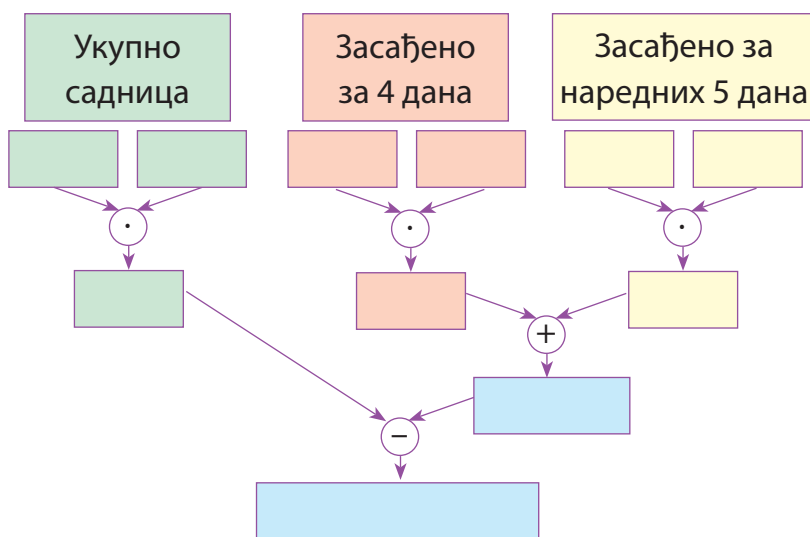 Укупно
садница
Засађено
за 4 дана
Засађено за
наредних 5 дана
·
·
·
+
−